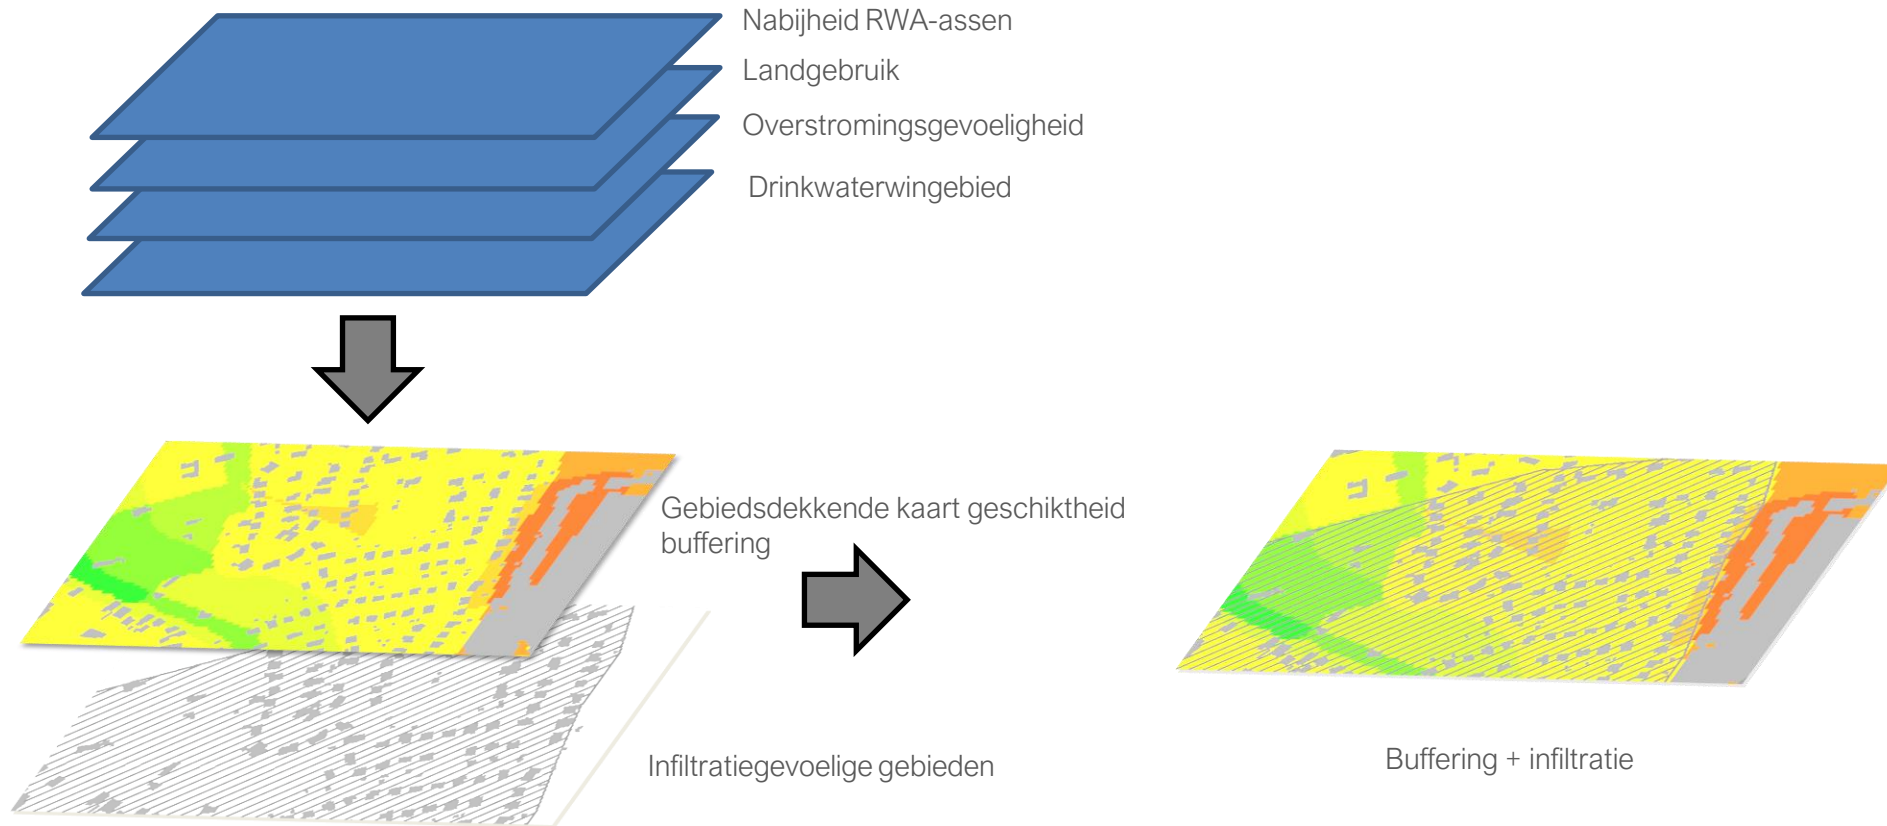 Nabijheid RWA-assen
Landgebruik
Overstromingsgevoeligheid
Drinkwaterwingebied
Gebiedsdekkende kaart geschiktheid
buffering
Infiltratiegevoelige gebieden
Buffering + infiltratie